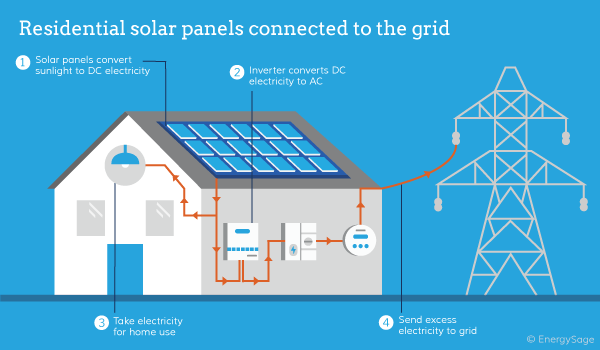 Residential solar panels connected to the grid
1 Solar panels convert
sunlight to DC electricity
2 Inverter converts DC
electricity to AC
3 Take electricity
for home use
4 Send excess
electricity to grid
© EnergySage